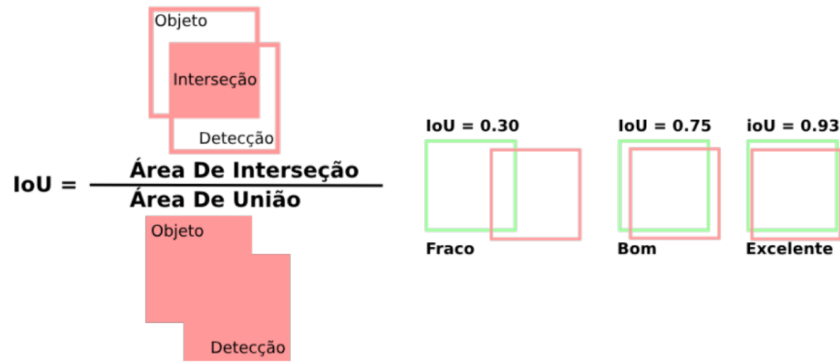 Objeto
Interseção
Detecção
IoU =
Área De Interseção
Área De União
Objeto
Detecção
IoU = 0.30
Fraco
IoU = 0.75
Bom
ioU = 0.93
Excelente